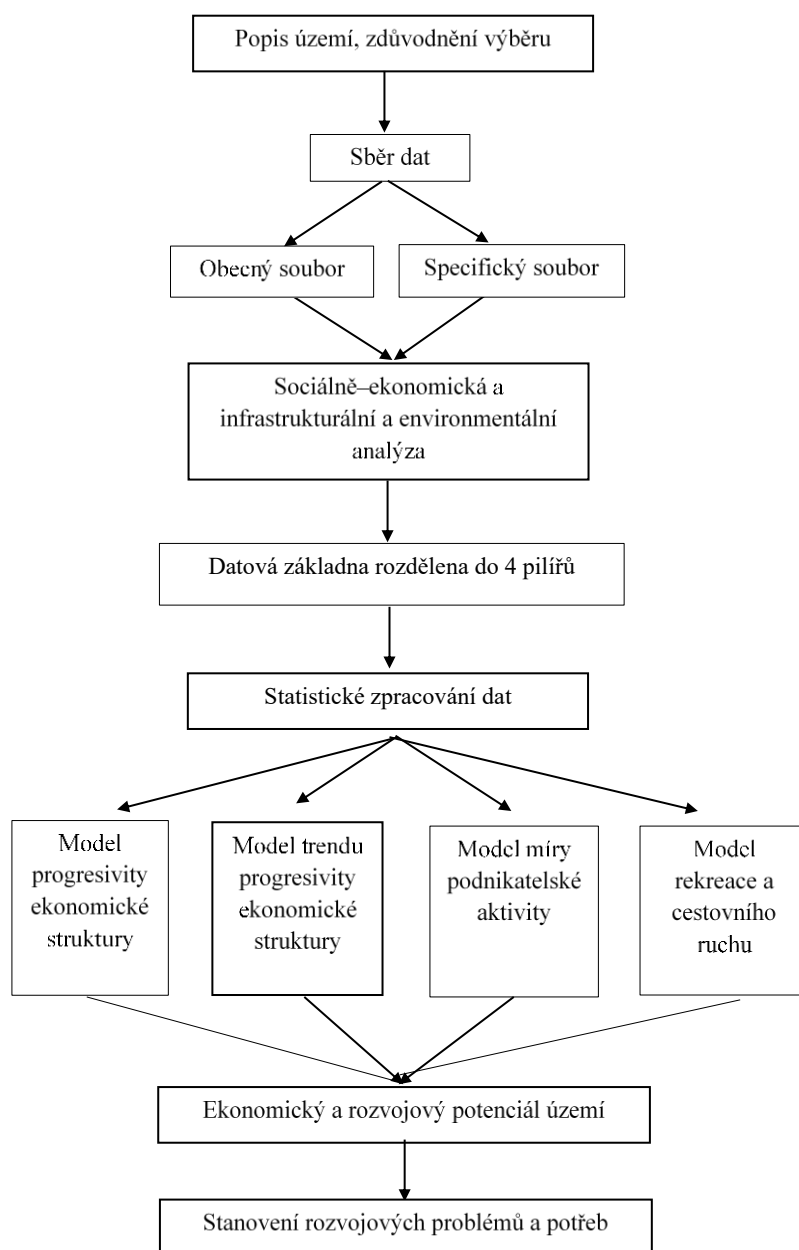 Popis území, zdůvodnění výběru
Sběr dat
Obecný soubor
Specifický soubor
Sociálně–ekonomická a
infrastrukturální a environmentální
analýza
Datová základna rozdělena do 4 pilířů
Statistické zpracování dat
Model
progresivity
ekonomické
struktury
Model trendu
progresivity
ekonomické
struktury
Model míry
podnikatelské
aktivity
Model
rekreace a
cestovního
ruchu
Ekonomický a rozvojový potenciál území
Stanovení rozvojových problémů a potřeb